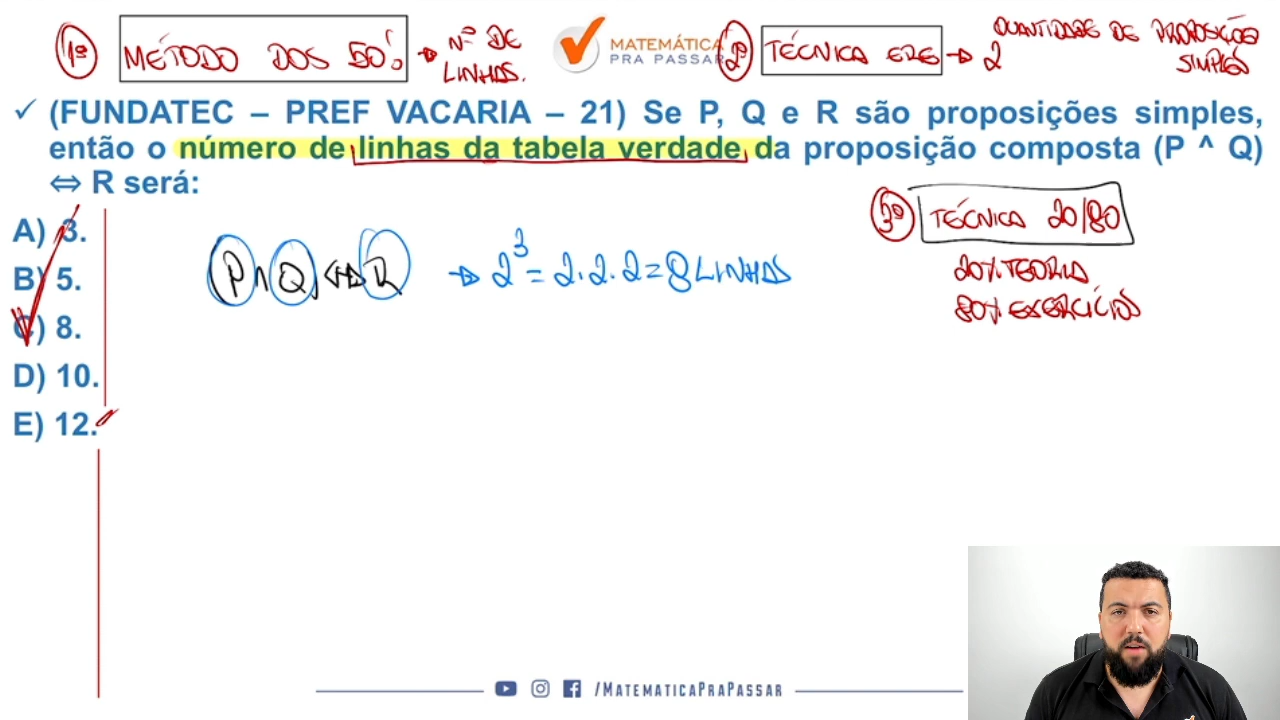 1º MÉTODO DOS 50! → Nº DE LINHAS.
MATEMÁTICA
PRA PASSAR
2º TÉCNICA ERE → 2 QUANTIDADE DE PROPOSIÇÕES SIMPLES
✓ (FUNDATEC – PREF VACARIA – 21) Se P, Q e R são proposições simples,
então o número de linhas da tabela verdade da proposição composta (P ^ Q)
⇔ R será:
A) 3.
B) 5.
C) 8.
D) 10.
E) 12.
P ∧ Q ↔ R → 2³ = 2.2.2 = 8 LINHAS
3º TÉCNICA 20/80
20% TEORIA
80% EXERCÍCIOS
/MATEMATICAPRAPASSAR